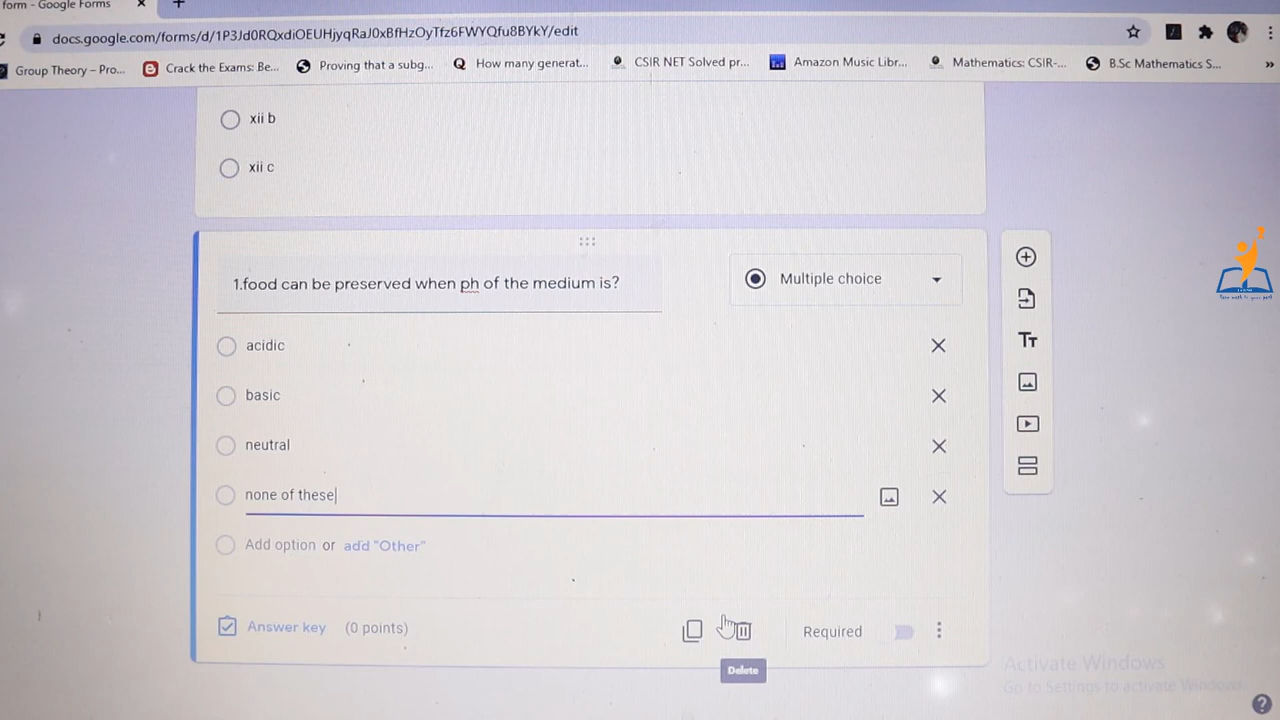 form - Google Forms
docs.google.com/forms/d/1P3Jd0RQxdiOEUHjyqRaJ0xBfHzOyTfz6FWYQfu8BYkY/edit
Group Theory – Pro...
Crack the Exams: Be...
Proving that a subg...
How many generat...
CSIR NET Solved pr...
Amazon Music Libr...
Mathematics: CSIR-...
B.Sc Mathematics S...
xii b
xii c
1.food can be preserved when ph of the medium is?
Multiple choice
acidic
basic
neutral
none of these
Add option or add "Other"
Answer key (0 points)
Required
Delete
Activate Windows
Go to Settings to activate Windows.